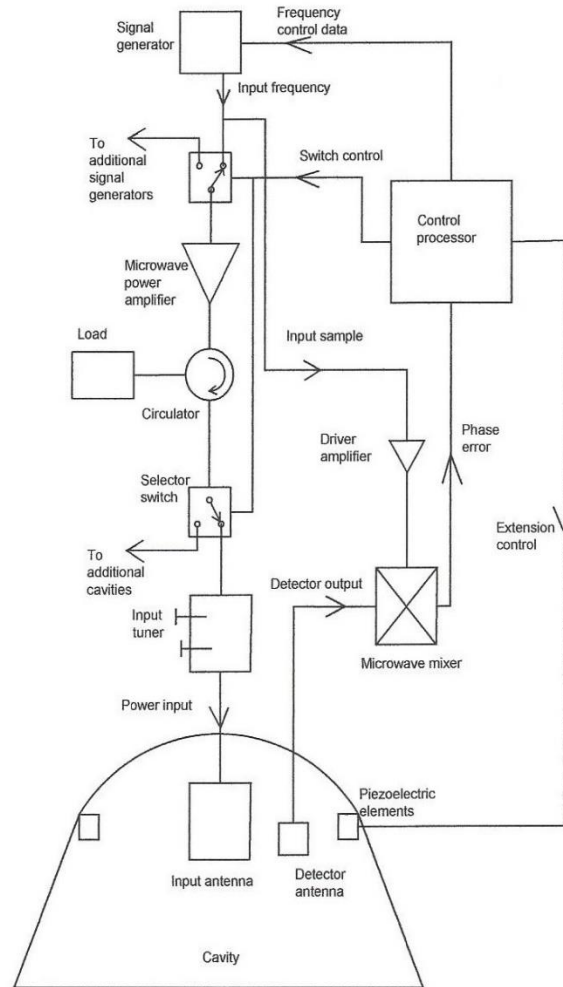 Signal
generator
Frequency
control data
Input frequency
To
additional
signal
generators
Switch control
Control
processor
Microwave
power
amplifier
Load
Input sample
Circulator
Driver
amplifier
Phase
error
Selector
switch
Extension
control
To
additional
cavities
Detector output
Input
tuner
Microwave mixer
Power input
Piezoelectric
elements
Input antenna
Detector
antenna
Cavity